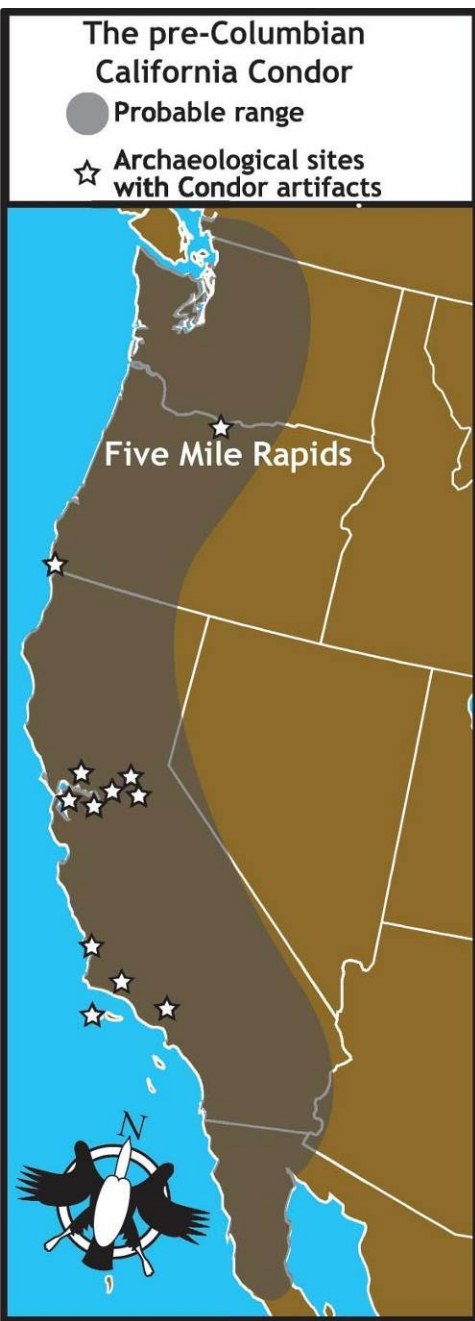 The pre-Columbian
California Condor
Probable range
Archaeological sites
with Condor artifacts
Five Mile Rapids
N